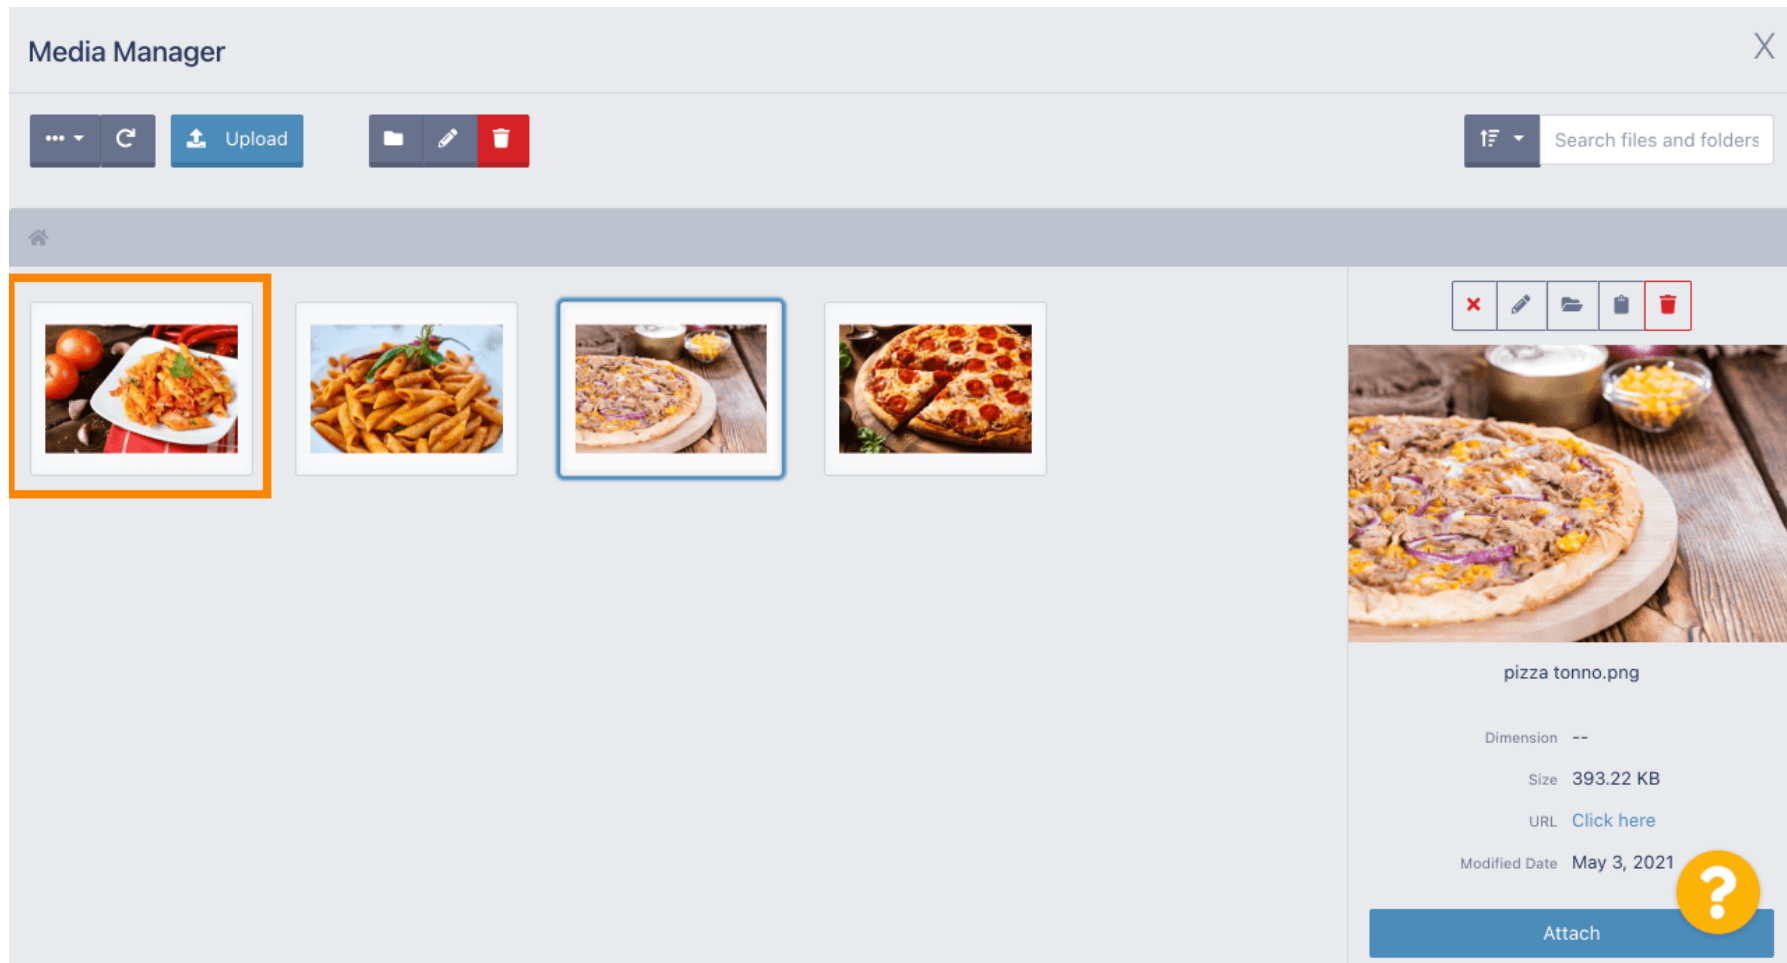 Media Manager
X
Upload
Search files and folders
pizza tonno.png
Dimension --
Size 393.22 KB
URL Click here
Modified Date May 3, 2021
?
Attach